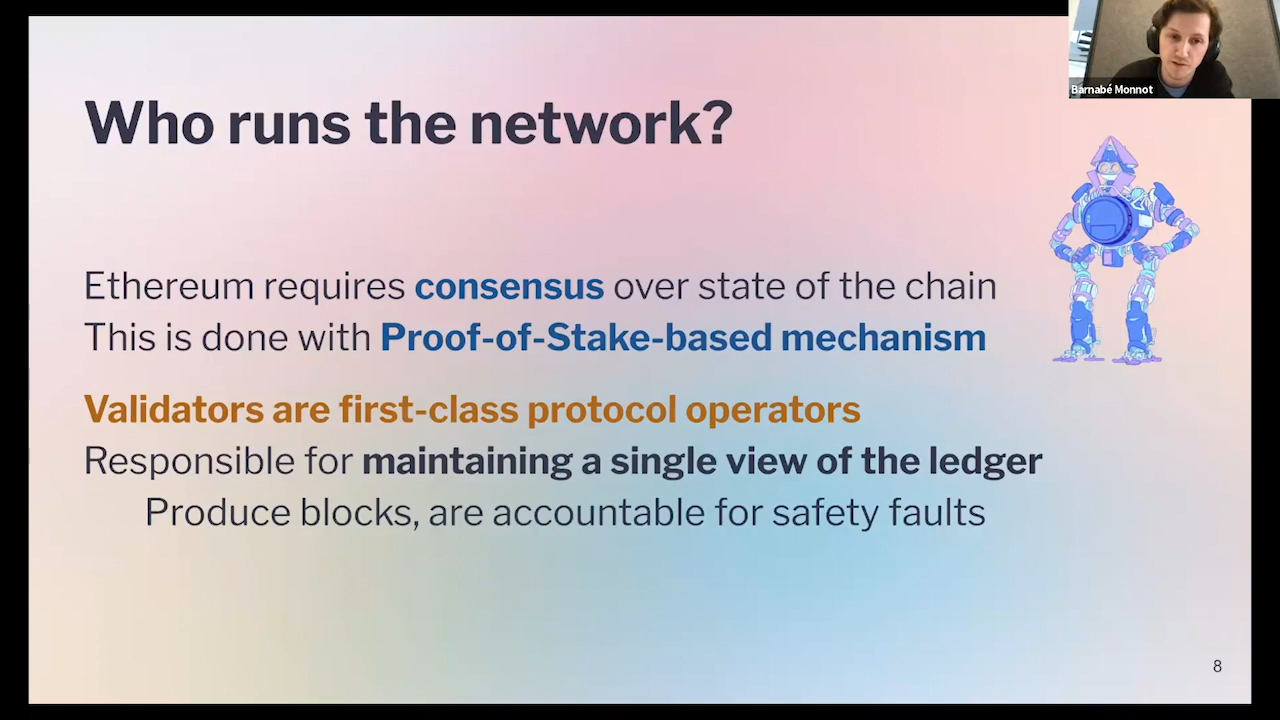 Barnabé Monnot
Who runs the network?
Ethereum requires consensus over state of the chain
This is done with Proof-of-Stake-based mechanism
Validators are first-class protocol operators
Responsible for maintaining a single view of the ledger
Produce blocks, are accountable for safety faults
8